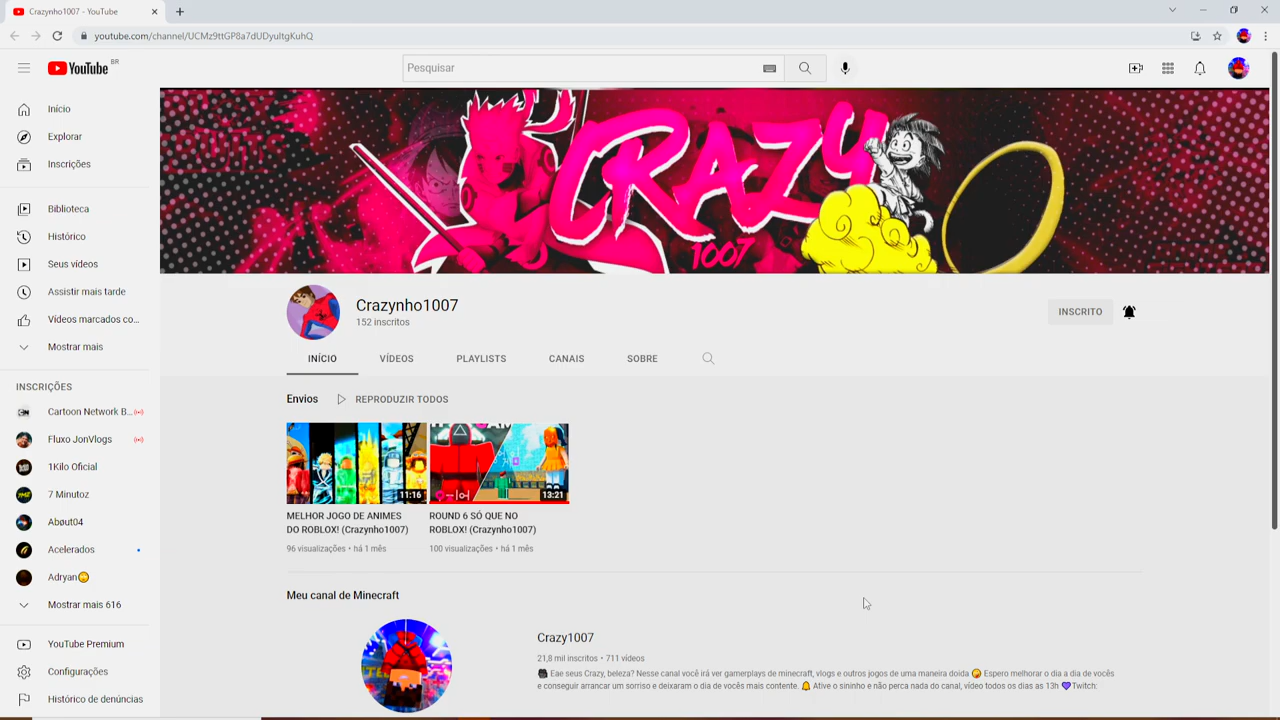 Crazynho1007 - YouTube
youtube.com/channel/UCMz9ttGP8a7dUDyuItgKuhQ
YouTube BR
Pesquisar
Início
Explorar
Inscrições
Biblioteca
Histórico
Seus vídeos
Assistir mais tarde
Vídeos marcados co...
Mostrar mais
INSCRIÇÕES
Cartoon Network B...
Fluxo JonVlogs
1Kilo Oficial
7 Minutoz
Abøut04
Acelerados
Adryan
Mostrar mais 616
YouTube Premium
Configurações
Histórico de denúncias
CRAZY
1007
Crazynho1007
152 inscritos
INSCRITO
INÍCIO
VÍDEOS
PLAYLISTS
CANAIS
SOBRE
Envios
REPRODUZIR TODOS
11:16
13:21
MELHOR JOGO DE ANIMES
DO ROBLOX! (Crazynho1007)
96 visualizações • há 1 mês
ROUND 6 SÓ QUE NO
ROBLOX! (Crazynho1007)
100 visualizações • há 1 mês
Meu canal de Minecraft
Crazy1007
21,8 mil inscritos • 711 vídeos
Eae seus Crazy, beleza? Nesse canal você irá ver gamerplays de minecraft, vlogs e outros jogos de uma maneira doida 🤪 Espero melhorar o dia a dia de vocês
e conseguir arrancar um sorriso e deixaram o dia de vocês mais contente. 🔔 Ative o sininho e não perca nada do canal, vídeo todos os dias as 13h 💜Twitch: